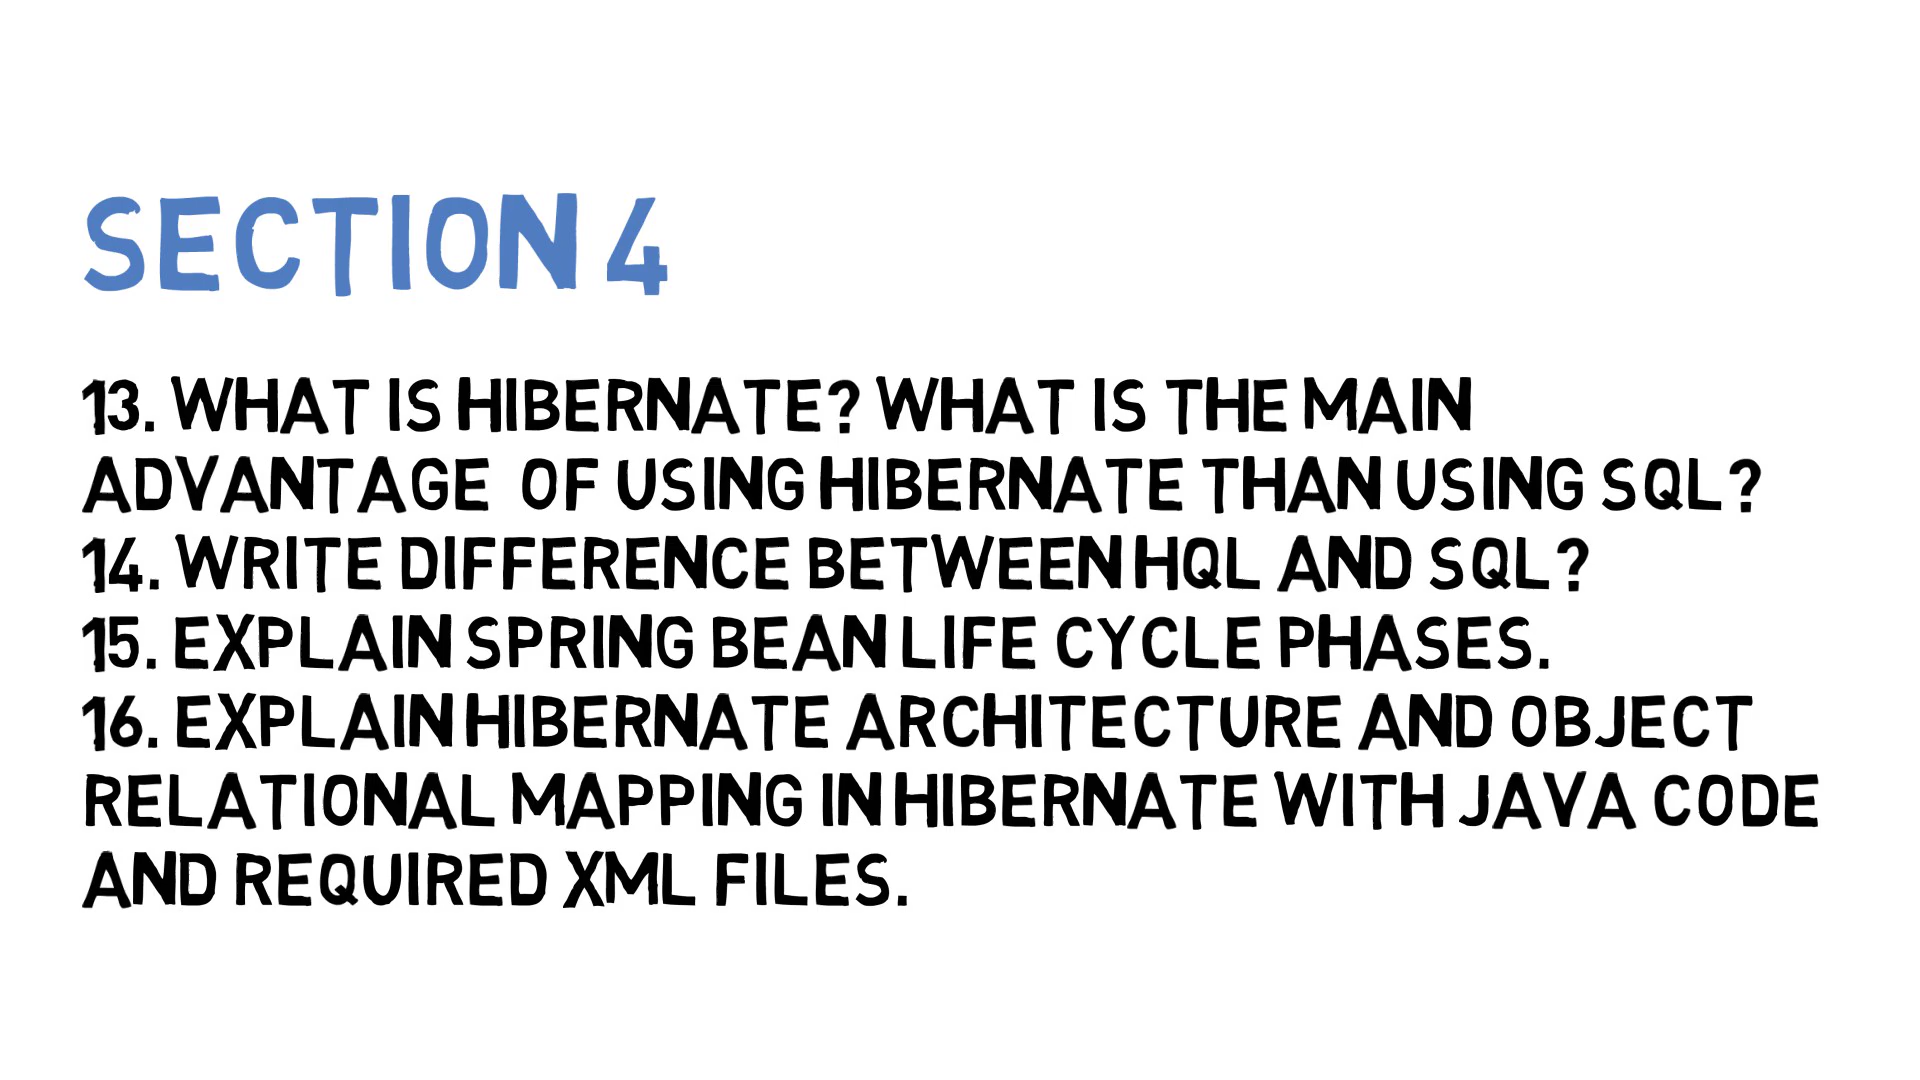 SECTION 4
13. WHAT IS HIBERNATE? WHAT IS THE MAIN
ADVANTAGE OF USING HIBERNATE THAN USING SQL?
14. WRITE DIFFERENCE BETWEEN HQL AND SQL?
15. EXPLAIN SPRING BEAN LIFE CYCLE PHASES.
16. EXPLAIN HIBERNATE ARCHITECTURE AND OBJECT
RELATIONAL MAPPING IN HIBERNATE WITH JAVA CODE
AND REQUIRED XML FILES.